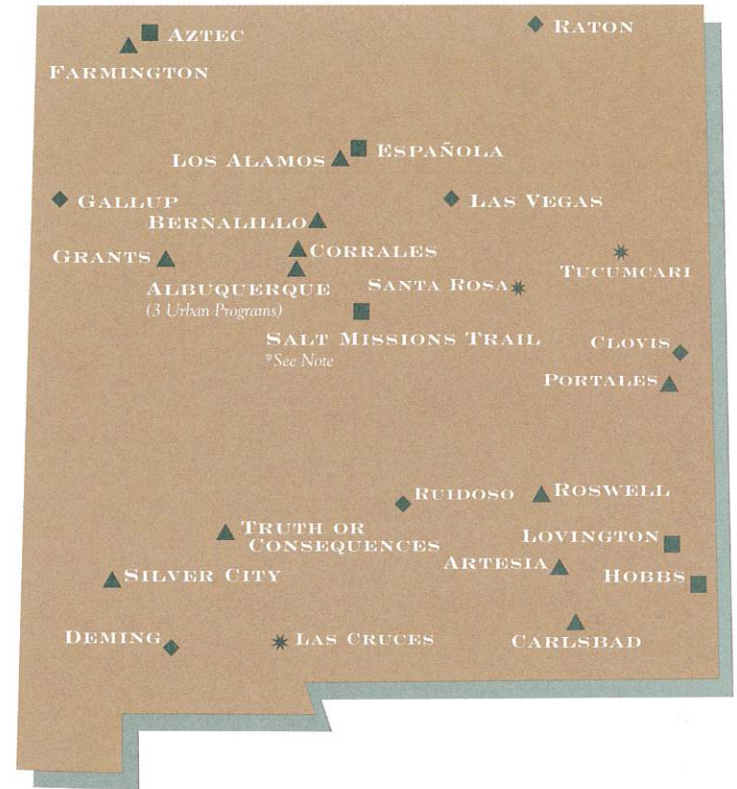 AZTEC
RATON
FARMINGTON
LOS ALAMOS
ESPAÑOLA
GALLUP
LAS VEGAS
BERNALILLO
GRANTS
CORRALES
TUCUMCARI
ALBUQUERQUE
(3 Urban Programs)
SANTA ROSA
SALT MISSIONS TRAIL
*See Note
CLOVIS
PORTALES
RUIDOSO
ROSWELL
TRUTH OR
CONSEQUENCES
LOVINGTON
ARTESIA
HOBBS
SILVER CITY
DEMING
LAS CRUCES
CARLSBAD